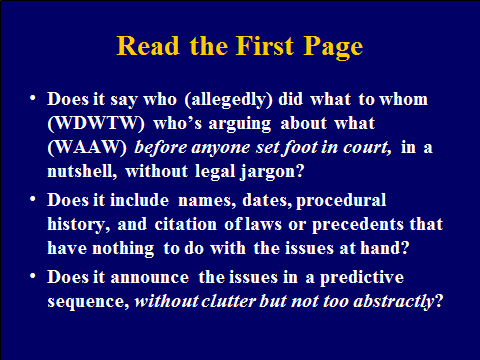 Read the First Page
• Does it say who (allegedly) did what to whom
(WDWTW) who's arguing about what
(WAAW) before anyone set foot in court, in a
nutshell, without legal jargon?
• Does it include names, dates, procedural
history, and citation of laws or precedents that
have nothing to do with the issues at hand?
• Does it announce the issues in a predictive
sequence, without clutter but not too abstractly?